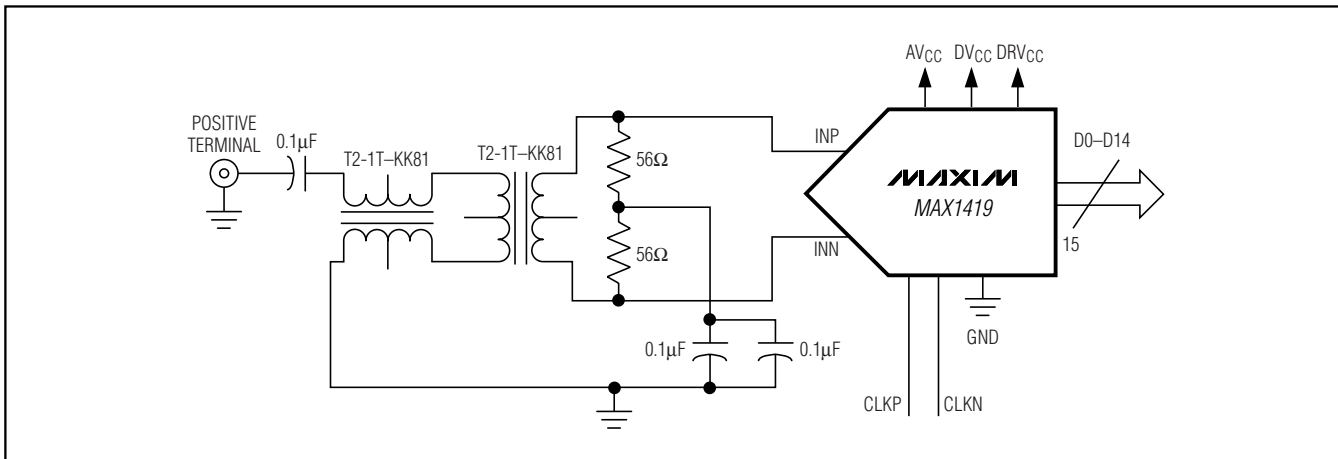 AVCC DVCC DRVCC
POSITIVE
TERMINAL
0.1μF
T2-1T–KK81
T2-1T–KK81
56Ω
56Ω
INP
INN
MAXIM
MAX1419
D0–D14
15
0.1μF
0.1μF
GND
CLKP
CLKN